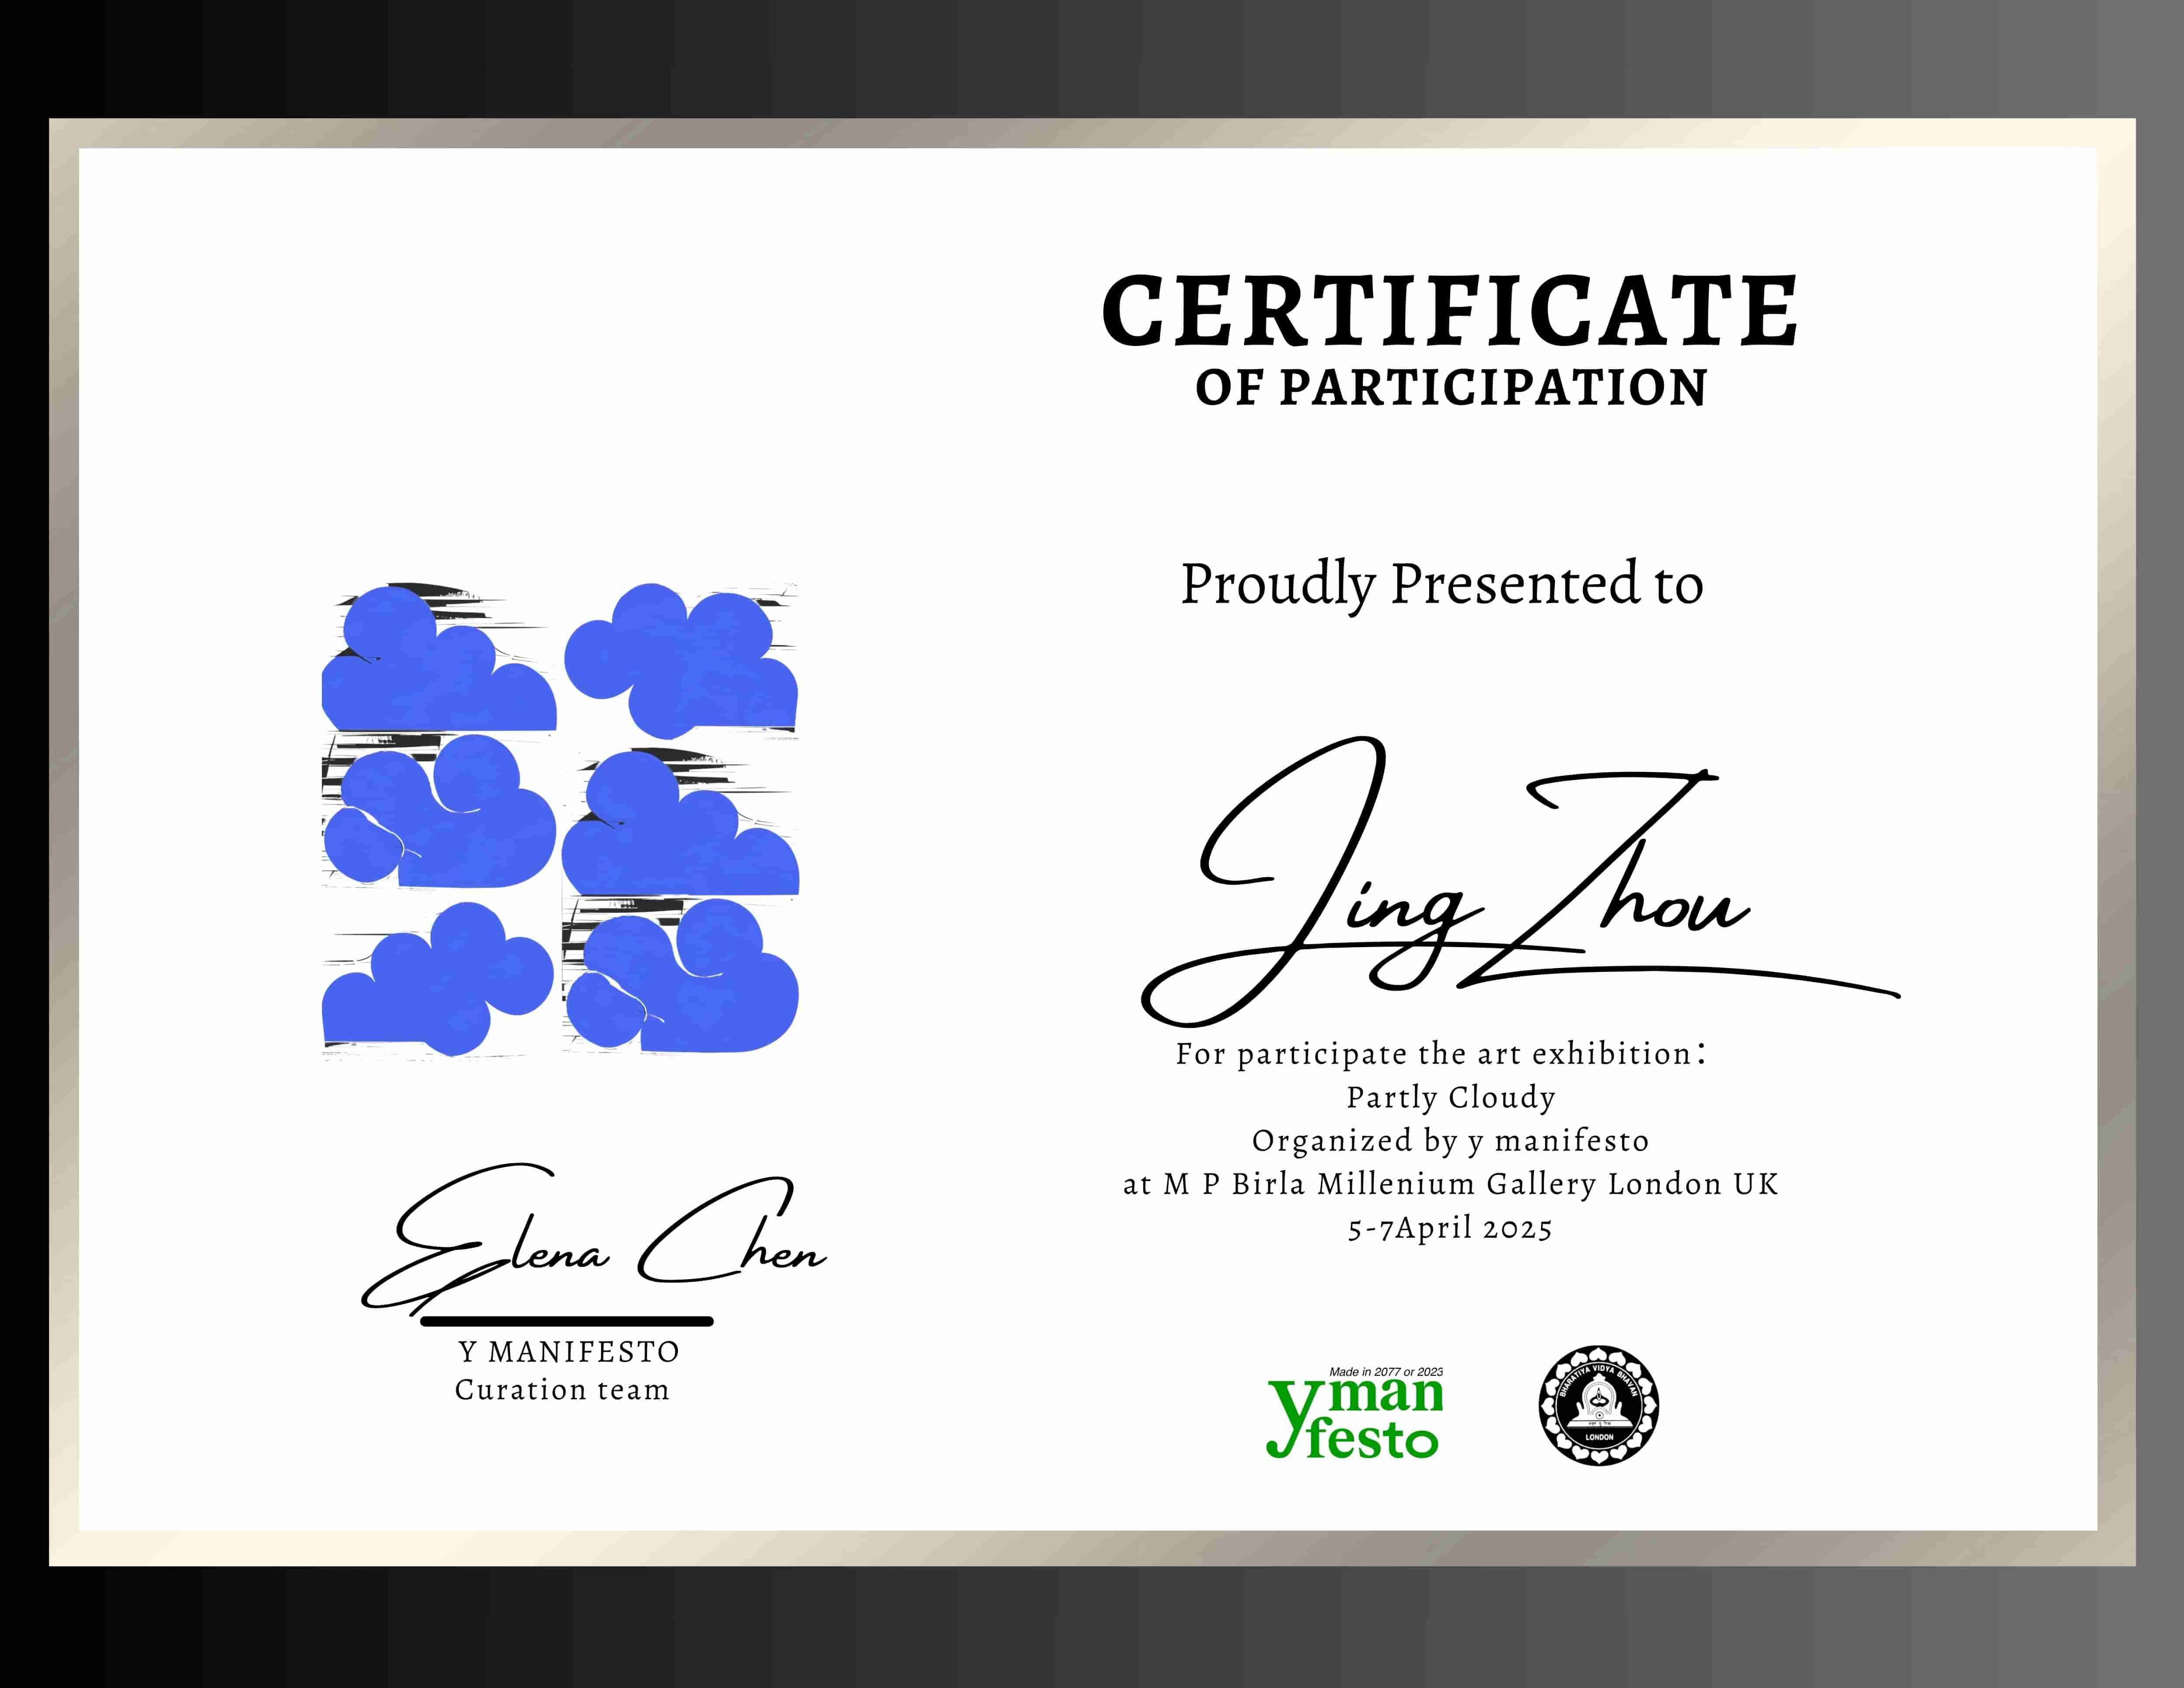 CERTIFICATE
OF PARTICIPATION
Proudly Presented to
Jing Zhou
For participate the art exhibition：
Partly Cloudy
Organized by y manifesto
at M P Birla Millenium Gallery London UK
5-7April 2025
Elena Chen
Y MANIFESTO
Curation team
Made in 2077 or 2023
yman
festo
BHARATIYA VIDYA BHAVAN
LONDON